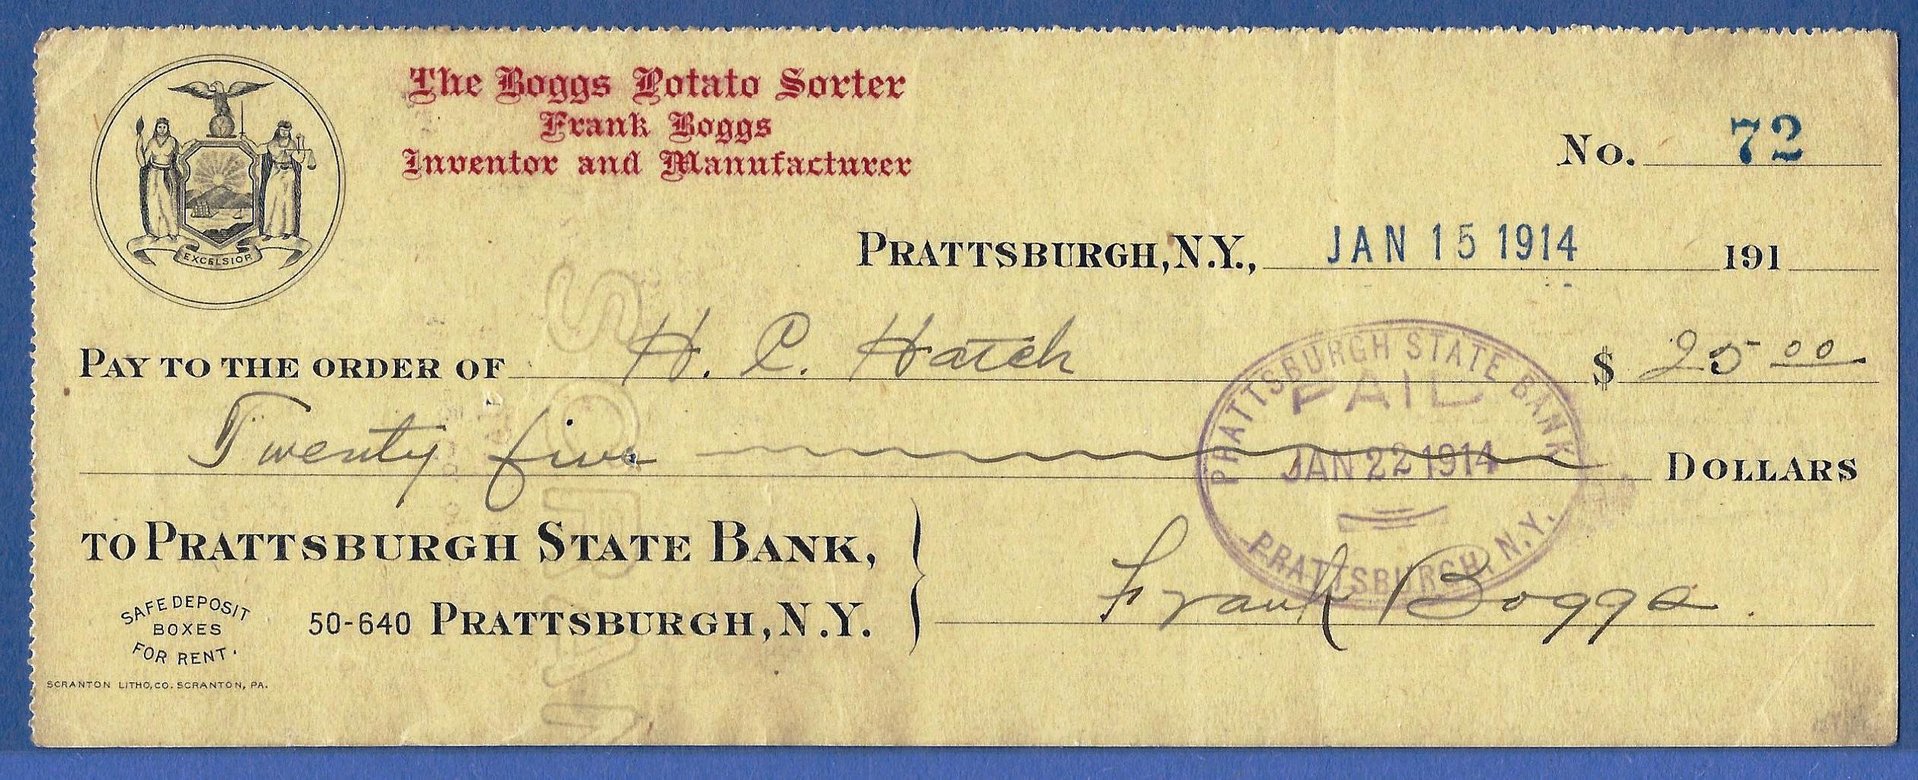 The Boggs Potato Sorter
Frank Boggs
Inventor and Manufacturer
EXCELSIOR
No. 72
PRATTSBURGH, N.Y., JAN 15 1914 191
PAY TO THE ORDER OF H. C. Hatch $ 25 00
Twenty five DOLLARS
PRATTSBURGH STATE BANK
PAID
JAN 22 1914
PRATTSBURGH, N.Y.
TO PRATTSBURGH STATE BANK,
50-640 PRATTSBURGH, N.Y.
Frank Boggs
SAFE DEPOSIT
BOXES
FOR RENT.
SCRANTON LITHO. CO. SCRANTON, PA.